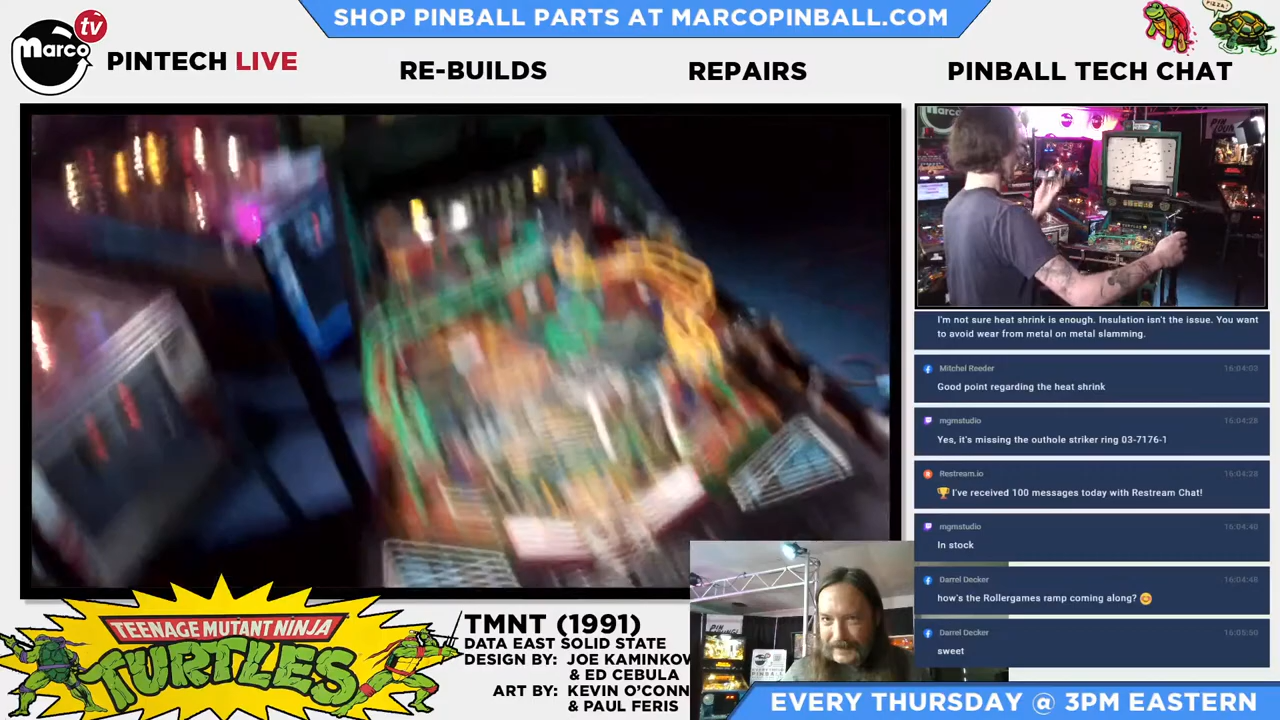 SHOP PINBALL PARTS AT MARCOPINBALL.COM
Marco tv
PINTECH LIVE
RE-BUILDS
REPAIRS
PINBALL TECH CHAT
PIZZA!
I'm not sure heat shrink is enough. Insulation isn't the issue. You want
to avoid wear from metal on metal slamming.
Mitchel Reeder 16:04:03
Good point regarding the heat shrink
mgmstudio 16:04:28
Yes, it's missing the outhole striker ring 03-7176-1
Restream.io 16:04:28
I've received 100 messages today with Restream Chat!
mgmstudio 16:04:40
In stock
Darrel Decker 16:04:48
how's the Rollergames ramp coming along?
Darrel Decker 16:05:50
sweet
TEENAGE MUTANT NINJA
TURTLES
TMNT (1991)
DATA EAST SOLID STATE
DESIGN BY: JOE KAMINKOW
& ED CEBULA
ART BY: KEVIN O'CONN
& PAUL FERIS
EVERY THURSDAY @ 3PM EASTERN